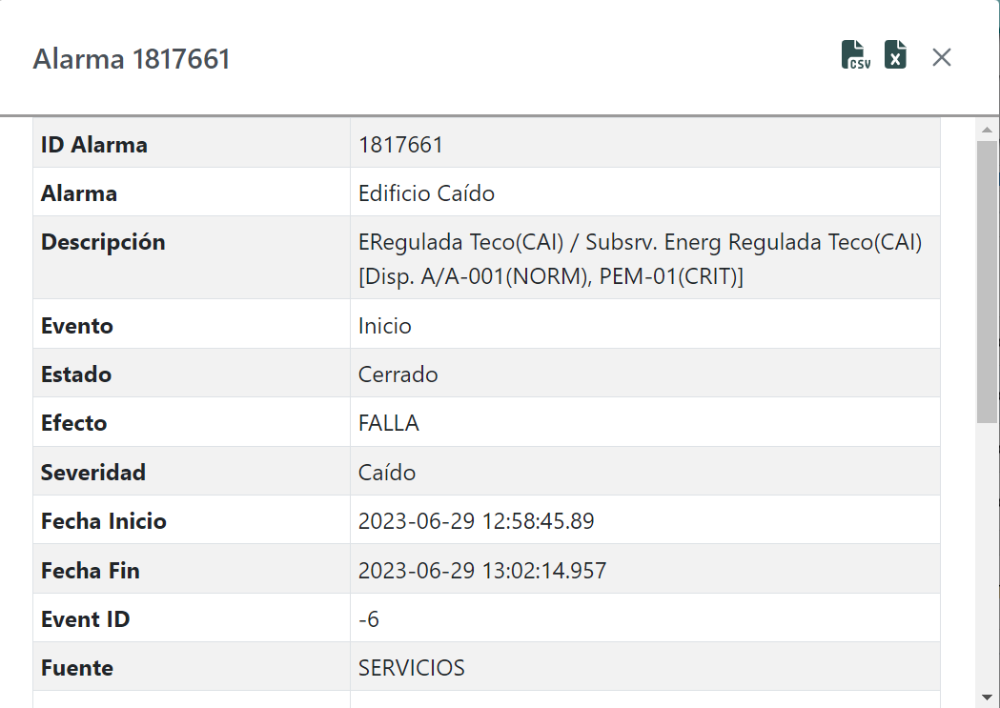 Alarma 1817661
CSV
X
ID Alarma 1817661
Alarma Edificio Caído
Descripción ERegulada Teco(CAI) / Subsrv. Energ Regulada Teco(CAI)
[Disp. A/A-001(NORM), PEM-01(CRIT)]
Evento Inicio
Estado Cerrado
Efecto FALLA
Severidad Caído
Fecha Inicio 2023-06-29 12:58:45.89
Fecha Fin 2023-06-29 13:02:14.957
Event ID -6
Fuente SERVICIOS